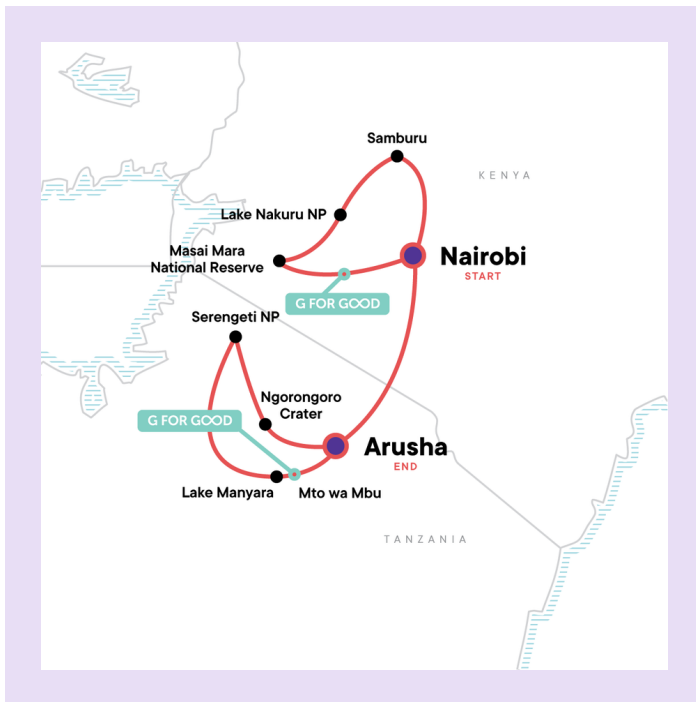 Samburu
KENYA
Lake Nakuru NP
Masai Mara
National Reserve
Nairobi
START
G FOR GOOD
Serengeti NP
Ngorongoro
Crater
G FOR GOOD
Arusha
END
Lake Manyara
Mto wa Mbu
TANZANIA